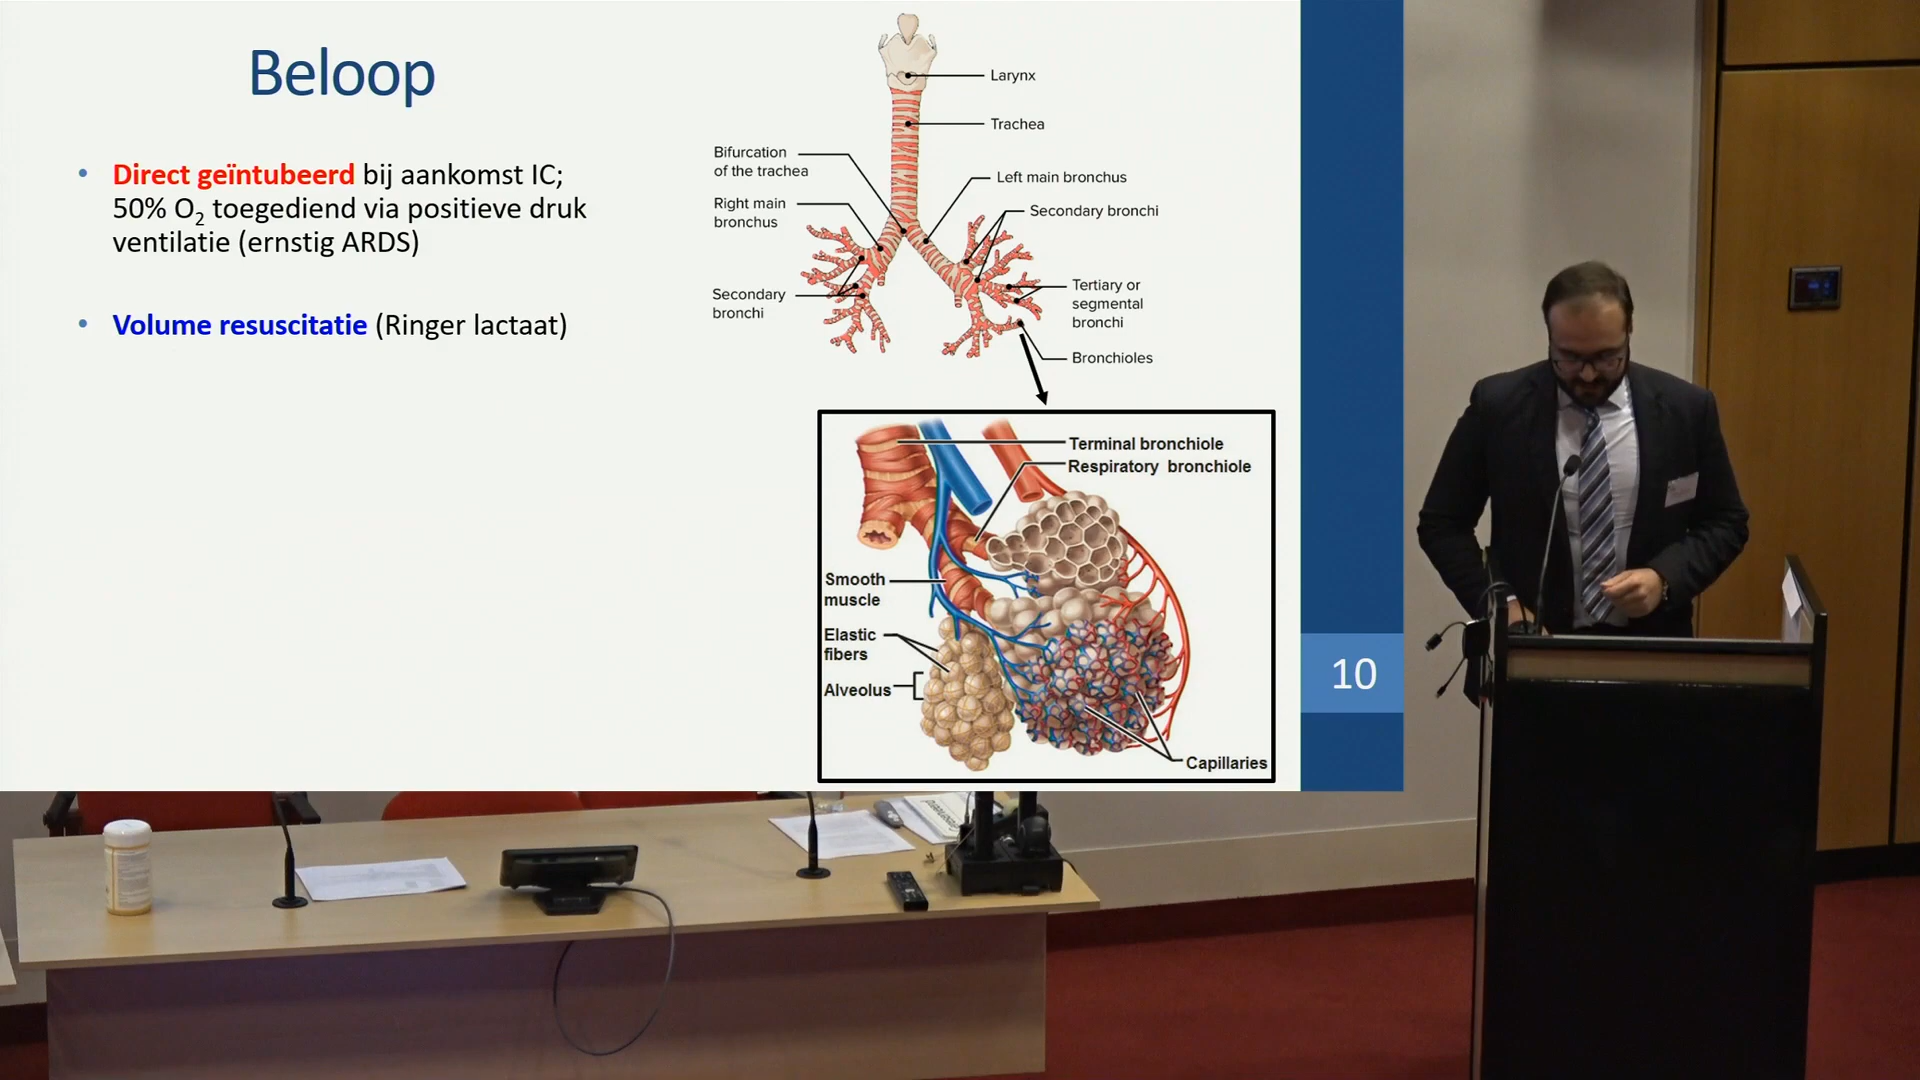 Beloop
• Direct geïntubeerd bij aankomst IC;
50% O₂ toegediend via positieve druk
ventilatie (ernstig ARDS)
• Volume resuscitatie (Ringer lactaat)
Larynx
Trachea
Bifurcation
of the trachea
Left main bronchus
Right main
bronchus
Secondary bronchi
Secondary
bronchi
Tertiary or
segmental
bronchi
Bronchioles
Terminal bronchiole
Respiratory bronchiole
Smooth
muscle
Elastic
fibers
Alveolus
Capillaries
10